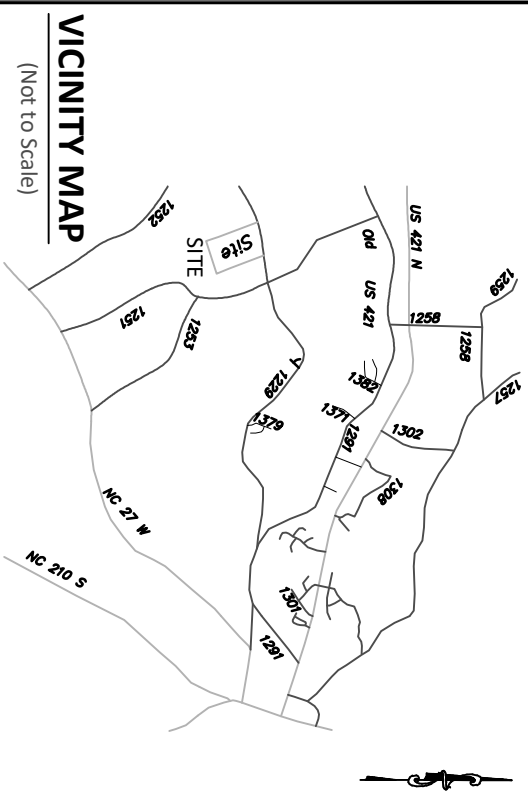 VICINITY MAP
(Not to Scale)
1259
US 421 N
1258
1258
1257
1252
Old
US 421
Site
SITE
1251
1253
1382
1229
1371
1379
1291
1302
1308
NC 27 W
NC 210 S
1301
1291